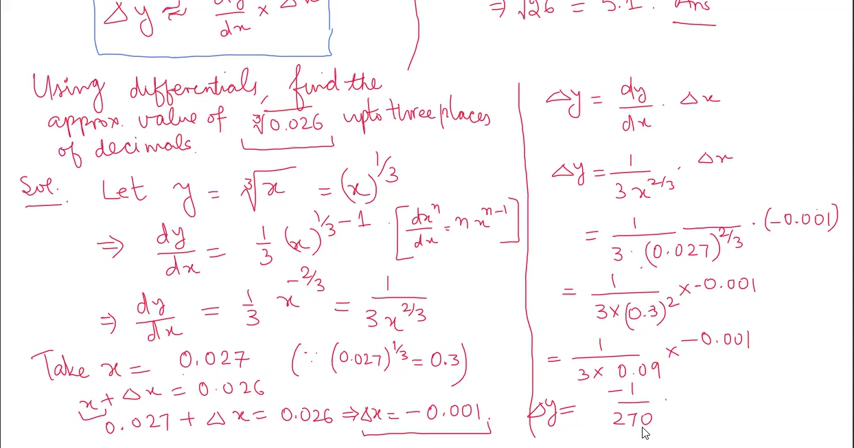 Δy ≈ dy/dx × Δx
⇒ √26 = 5.1. Ans
Using differentials, find the
approx. value of ∛0.026 upto three places
of decimals.
Sol. Let y = ∛x = (x)^1/3
⇒ dy/dx = 1/3 (x)^1/3 − 1 [dx^n/dx = n x^n−1]
⇒ dy/dx = 1/3 x^−2/3 = 1/3x^2/3
Take x = 0.027 (∵ (0.027)^1/3 = 0.3)
x + Δx = 0.026
0.027 + Δx = 0.026 ⇒ Δx = − 0.001.
Δy = dy/dx · Δx
Δy = 1/3x^2/3 · Δx
= 1/3 · (0.027)^2/3 · (−0.001)
= 1/3 × (0.3)^2 × −0.001
= 1/3 × 0.09 × −0.001
Δy = −1/270 ·